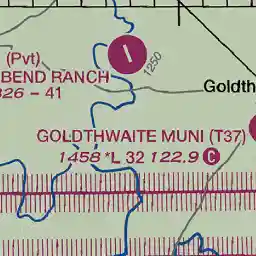 (Pvt)
BEND RANCH
326 – 41
1250
Goldth
GOLDTHWAITE MUNI (T37)
1458 *L 32 122.9 C